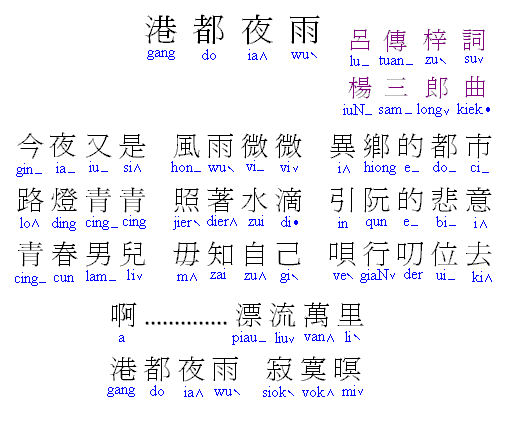 港都夜雨
gang do ia^ wu﹨
呂傳梓詞
lu_ tuan_ zu﹨ su˅
楊三郎曲
iuN_ sam_ long˅ kiek•
今夜又是 風雨微微 異鄉的都市
gin_ ia_ iu_ si^ hon_ wu﹨ vi_ vi˅ i^ hiong e_ do_ ci_
路燈青青 照著水滴 引阮的悲意
lo^ ding cing_ cing jier﹨ dier^ zui di• in qun e_ bi_ i^
青春男兒 毋知自己 唄行叨位去
cing_ cun lam_ li˅ m^ zai zu^ gi﹨ ve﹨ giaN˅ der ui_ ki^
啊 .............. 漂流萬里
a piau_ liu˅ van^ li﹨
港都夜雨 寂寞暝
gang do ia^ wu﹨ siok﹨ vok^ mi˅